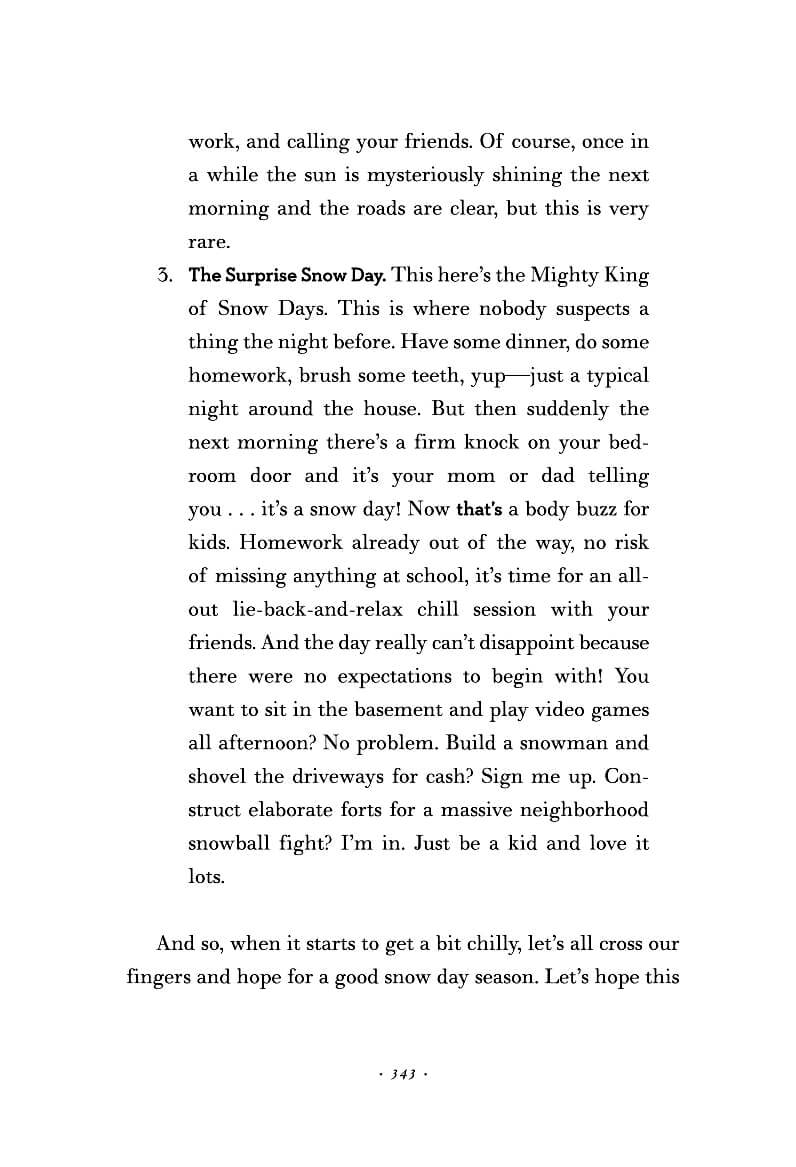 work, and calling your friends. Of course, once in
a while the sun is mysteriously shining the next
morning and the roads are clear, but this is very
rare.
3. The Surprise Snow Day. This here’s the Mighty King
of Snow Days. This is where nobody suspects a
thing the night before. Have some dinner, do some
homework, brush some teeth, yup—just a typical
night around the house. But then suddenly the
next morning there’s a firm knock on your bed-
room door and it’s your mom or dad telling
you . . . it’s a snow day! Now that’s a body buzz for
kids. Homework already out of the way, no risk
of missing anything at school, it’s time for an all-
out lie-back-and-relax chill session with your
friends. And the day really can’t disappoint because
there were no expectations to begin with! You
want to sit in the basement and play video games
all afternoon? No problem. Build a snowman and
shovel the driveways for cash? Sign me up. Con-
struct elaborate forts for a massive neighborhood
snowball fight? I’m in. Just be a kid and love it
lots.
And so, when it starts to get a bit chilly, let’s all cross our
fingers and hope for a good snow day season. Let’s hope this
· 343 ·